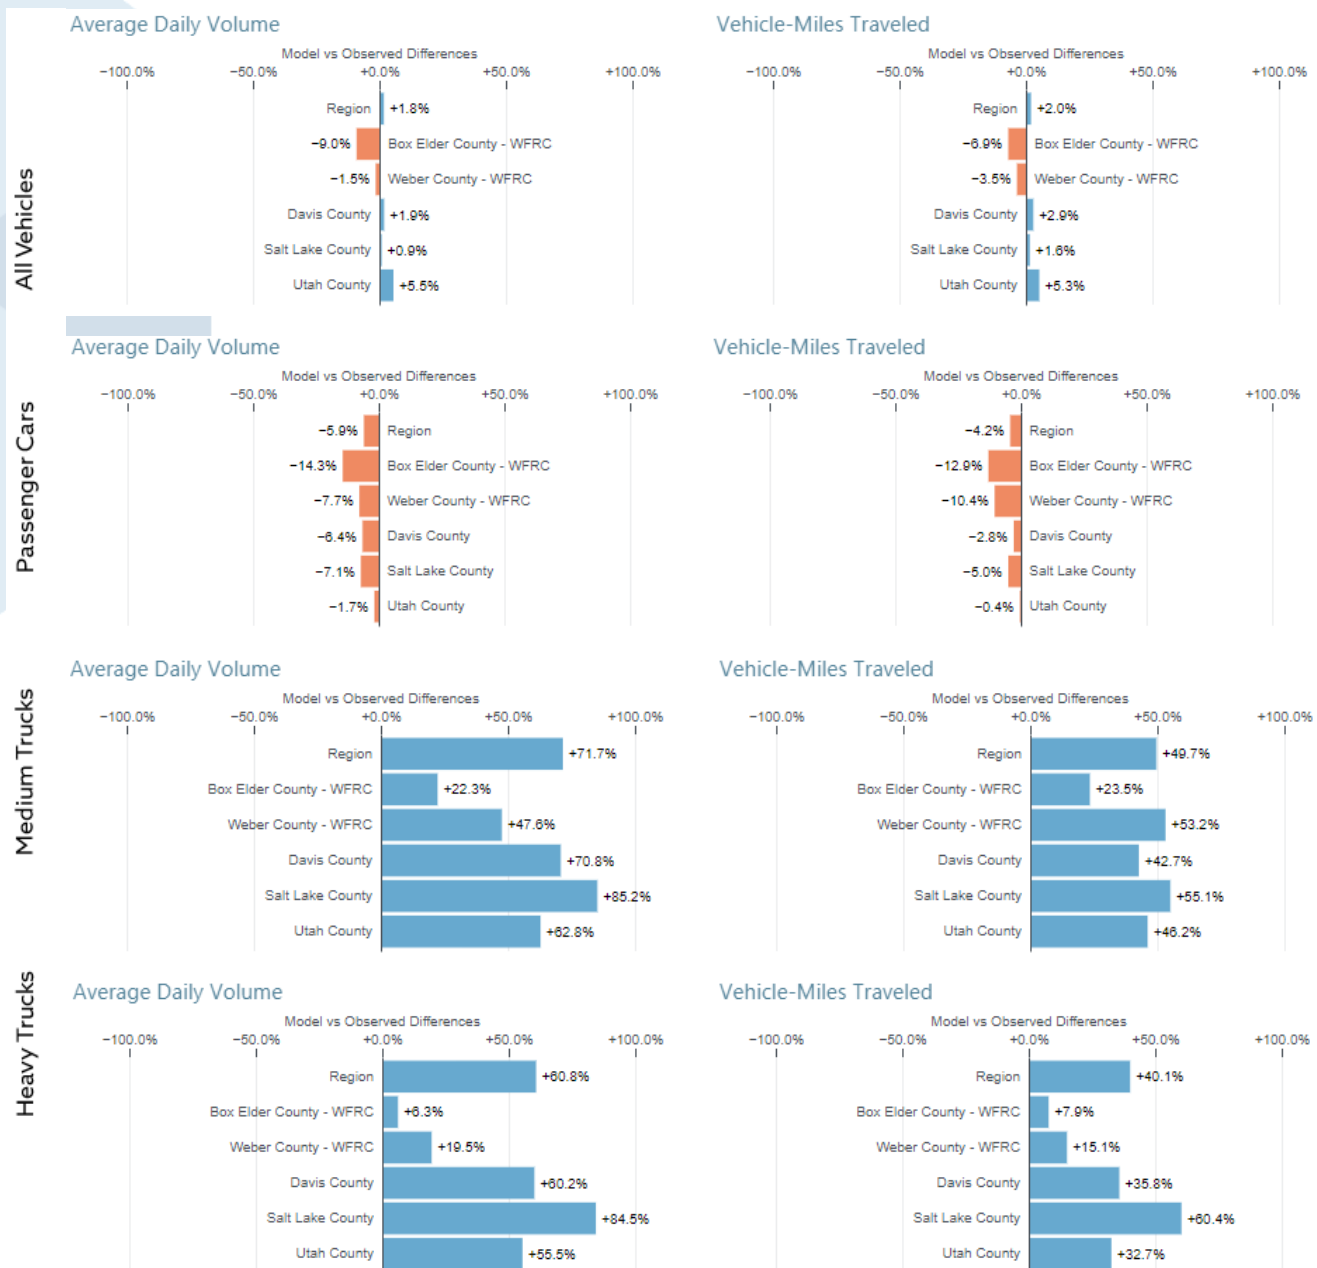 Average Daily Volume
Model vs Observed Differences
−100.0% −50.0% +0.0% +50.0% +100.0%
Region +1.8%
−9.0% Box Elder County - WFRC
−1.5% Weber County - WFRC
Davis County +1.9%
Salt Lake County +0.9%
Utah County +5.5%
Vehicle-Miles Traveled
Model vs Observed Differences
−100.0% −50.0% +0.0% +50.0% +100.0%
Region +2.0%
−6.9% Box Elder County - WFRC
−3.5% Weber County - WFRC
Davis County +2.9%
Salt Lake County +1.6%
Utah County +5.3%
All Vehicles
Average Daily Volume
Model vs Observed Differences
−100.0% −50.0% +0.0% +50.0% +100.0%
−5.9% Region
−14.3% Box Elder County - WFRC
−7.7% Weber County - WFRC
−6.4% Davis County
−7.1% Salt Lake County
−1.7% Utah County
Vehicle-Miles Traveled
Model vs Observed Differences
−100.0% −50.0% +0.0% +50.0% +100.0%
−4.2% Region
−12.9% Box Elder County - WFRC
−10.4% Weber County - WFRC
−2.8% Davis County
−5.0% Salt Lake County
−0.4% Utah County
Passenger Cars
Average Daily Volume
Model vs Observed Differences
−100.0% −50.0% +0.0% +50.0% +100.0%
Region +71.7%
Box Elder County - WFRC +22.3%
Weber County - WFRC +47.6%
Davis County +70.8%
Salt Lake County +85.2%
Utah County +62.8%
Vehicle-Miles Traveled
Model vs Observed Differences
−100.0% −50.0% +0.0% +50.0% +100.0%
Region +49.7%
Box Elder County - WFRC +23.5%
Weber County - WFRC +53.2%
Davis County +42.7%
Salt Lake County +55.1%
Utah County +46.2%
Medium Trucks
Average Daily Volume
Model vs Observed Differences
−100.0% −50.0% +0.0% +50.0% +100.0%
Region +60.8%
Box Elder County - WFRC +6.3%
Weber County - WFRC +19.5%
Davis County +60.2%
Salt Lake County +84.5%
Utah County +55.5%
Vehicle-Miles Traveled
Model vs Observed Differences
−100.0% −50.0% +0.0% +50.0% +100.0%
Region +40.1%
Box Elder County - WFRC +7.9%
Weber County - WFRC +15.1%
Davis County +35.8%
Salt Lake County +60.4%
Utah County +32.7%
Heavy Trucks